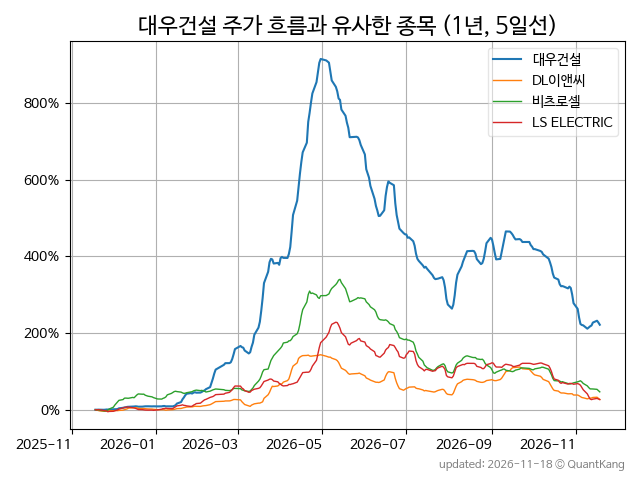 대우건설 주가 흐름과 유사한 종목 (1년, 5일선)
대우건설
DL이앤씨
비츠로셀
LS ELECTRIC
800%
600%
400%
200%
0%
2025-11 2026-01 2026-03 2026-05 2026-07 2026-09 2026-11
updated: 2026-11-18 © QuantKang